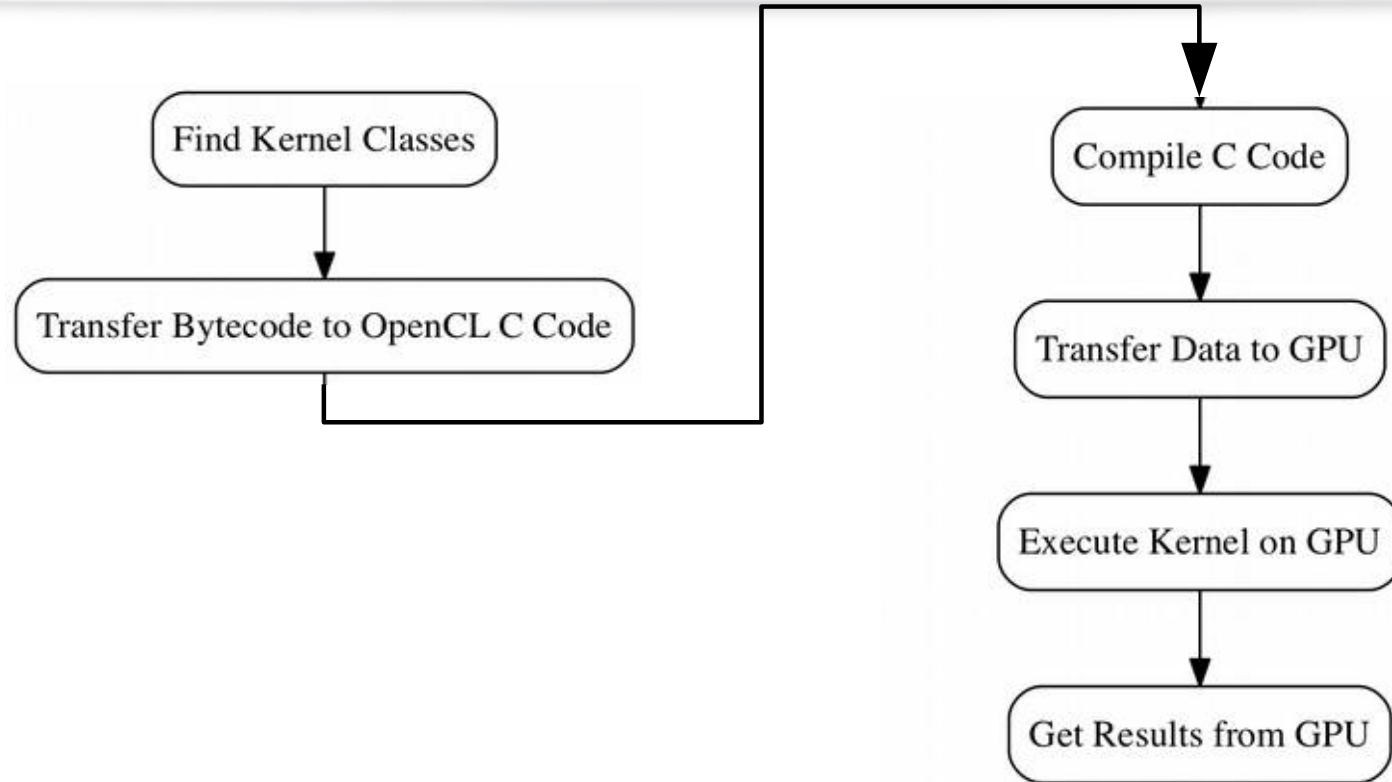 Find Kernel Classes
Transfer Bytecode to OpenCL C Code
Compile C Code
Transfer Data to GPU
Execute Kernel on GPU
Get Results from GPU